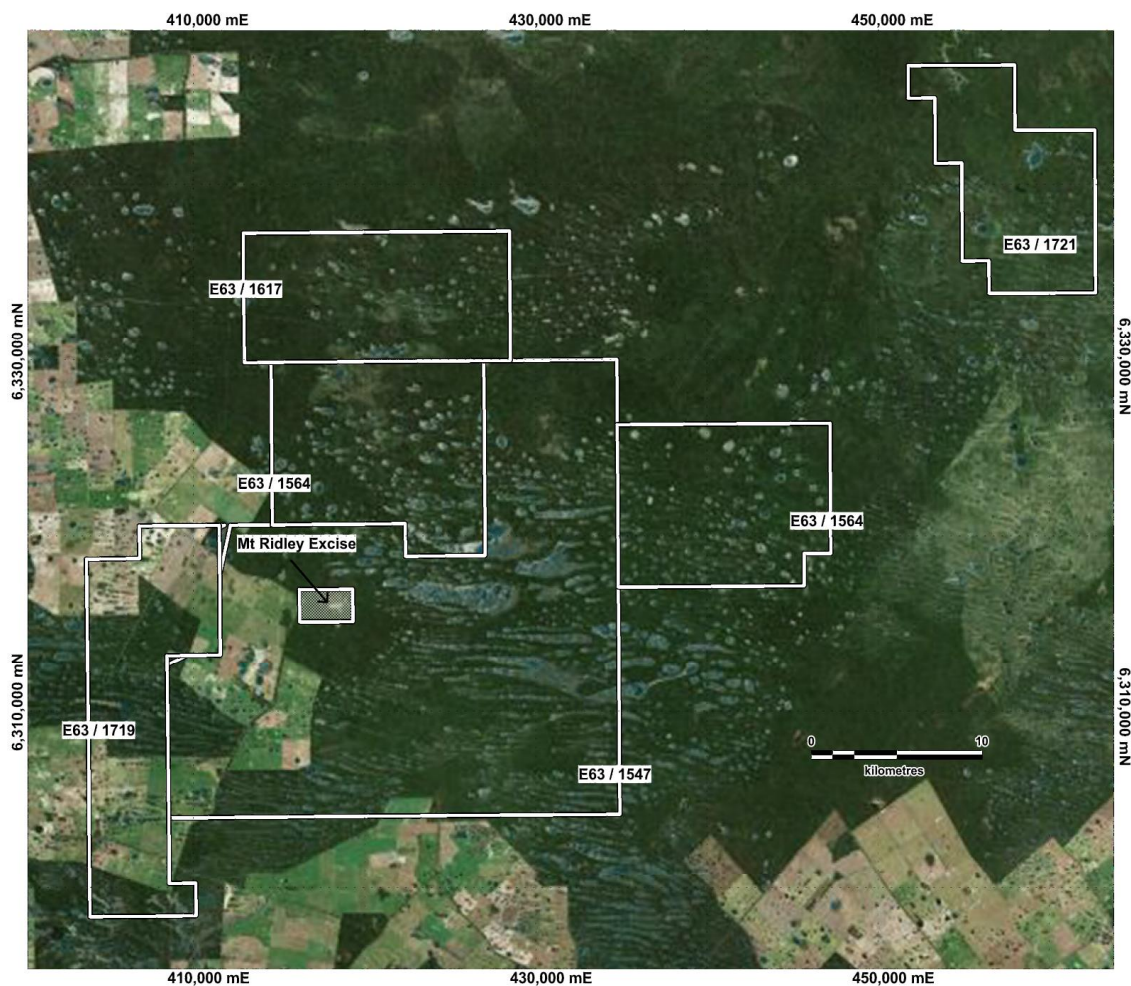 410,000 mE
430,000 mE
450,000 mE
E63 / 1721
E63 / 1617
6,330,000 mN
6,330,000 mN
E63 / 1564
E63 / 1564
Mt Ridley Excise
6,310,000 mN
6,310,000 mN
E63 / 1719
0
10
kilometres
E63 / 1547
410,000 mE
430,000 mE
450,000 mE